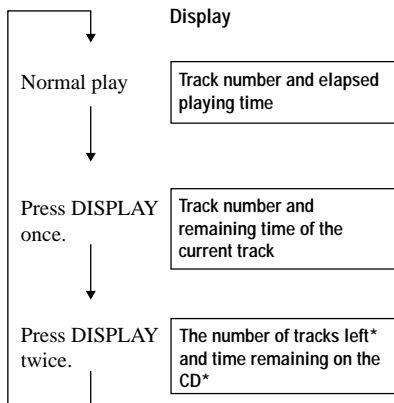 Display
Normal play
Track number and elapsed
playing time
Press DISPLAY
once.
Track number and
remaining time of the
current track
Press DISPLAY
twice.
The number of tracks left*
and time remaining on the
CD*